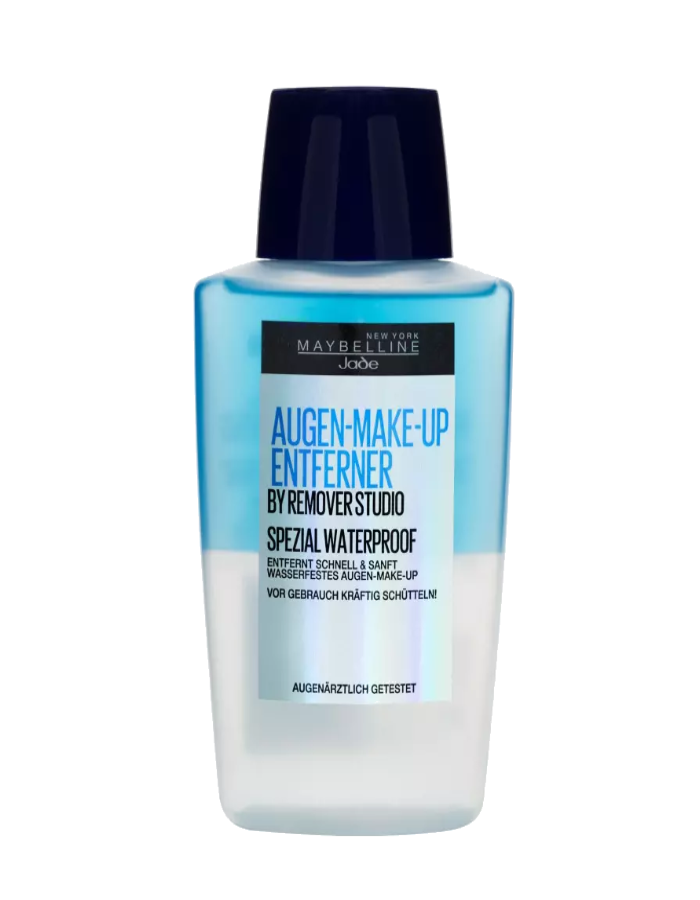 NEW YORK
MAYBELLINE
Jade
AUGEN-MAKE-UP
ENTFERNER
BY REMOVER STUDIO
SPEZIAL WATERPROOF
ENTFERNT SCHNELL & SANFT
WASSERFESTES AUGEN-MAKE-UP
VOR GEBRAUCH KRÄFTIG SCHÜTTELN!
AUGENÄRZTLICH GETESTET